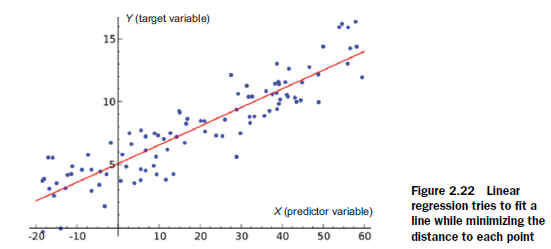 Y (target variable)
15
10
5
X (predictor variable)
-20 -10 10 20 30 40 50 60
Figure 2.22 Linear
regression tries to fit a
line while minimizing the
distance to each point